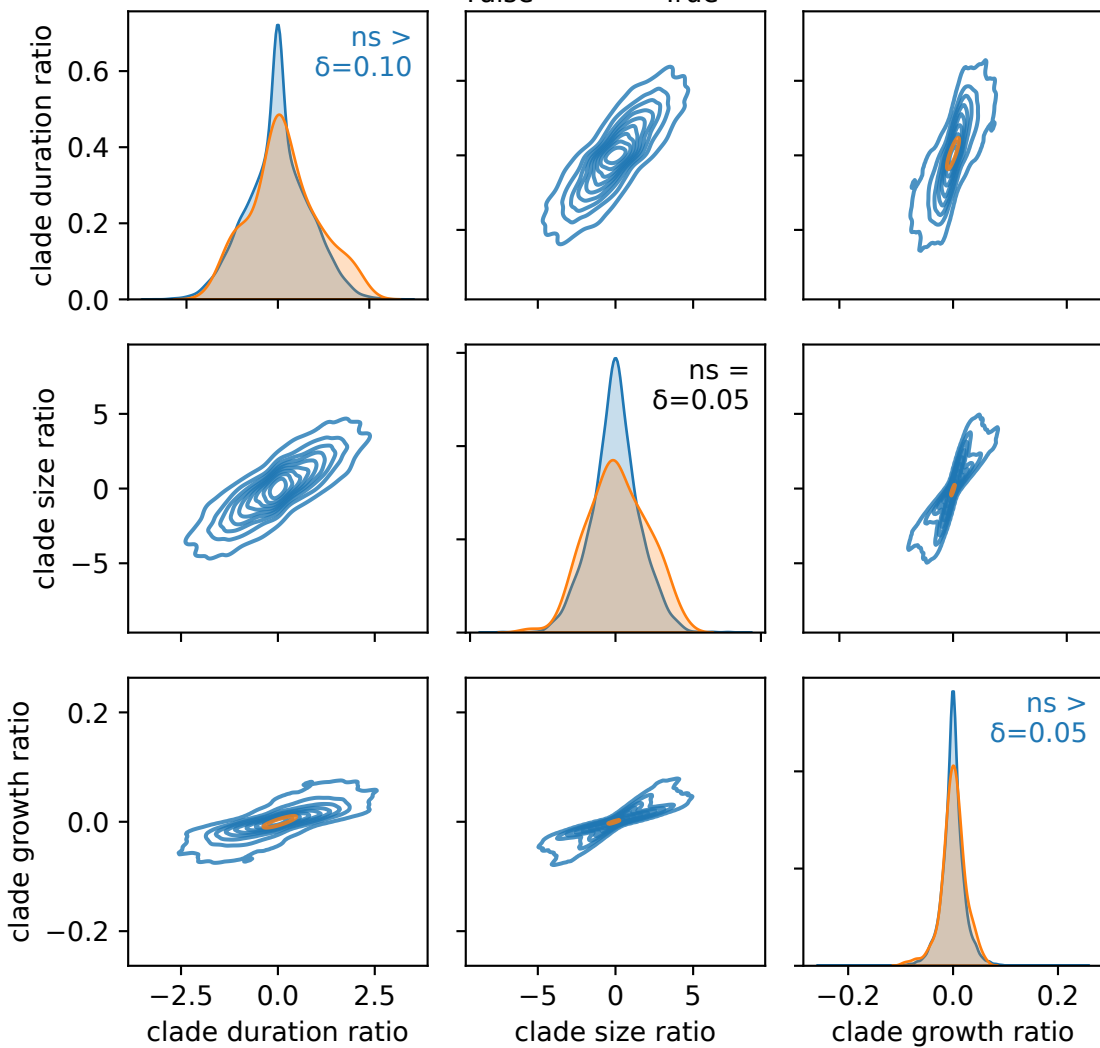 clade duration ratio
0.6
0.4
0.2
0.0
ns >
δ=0.10
clade size ratio
5
0
−5
ns =
δ=0.05
clade growth ratio
0.2
0.0
−0.2
ns >
δ=0.05
−2.5 0.0 2.5
−5 0 5
−0.2 0.0 0.2
clade duration ratio
clade size ratio
clade growth ratio